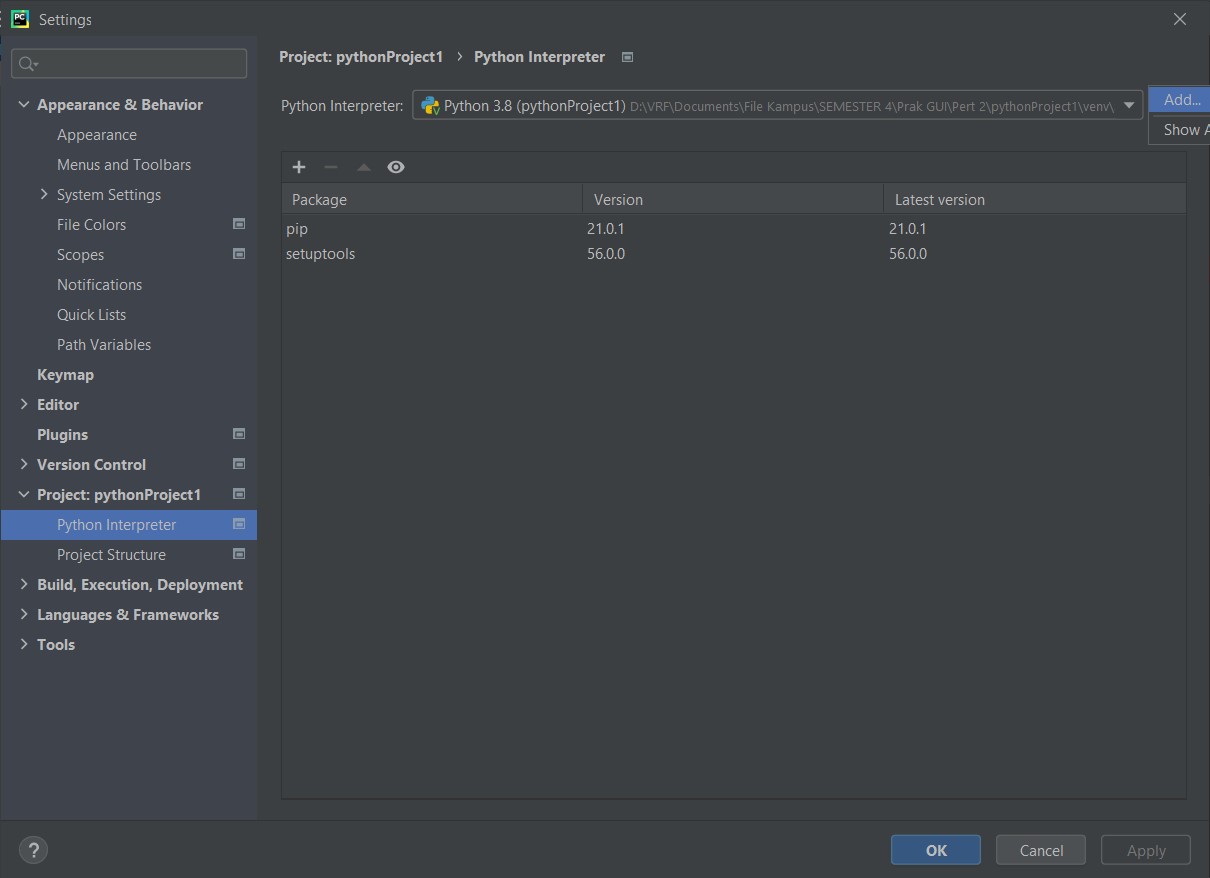 PC Settings
Project: pythonProject1 › Python Interpreter
Appearance & Behavior
Appearance
Menus and Toolbars
System Settings
File Colors
Scopes
Notifications
Quick Lists
Path Variables
Keymap
Editor
Plugins
Version Control
Project: pythonProject1
Python Interpreter
Project Structure
Build, Execution, Deployment
Languages & Frameworks
Tools
Python Interpreter: Python 3.8 (pythonProject1) D:\VRF\Documents\File Kampus\SEMESTER 4\Prak GUI\Pert 2\pythonProject1\venv\
Add...
Show A
Package Version Latest version
pip 21.0.1 21.0.1
setuptools 56.0.0 56.0.0
? OK Cancel Apply